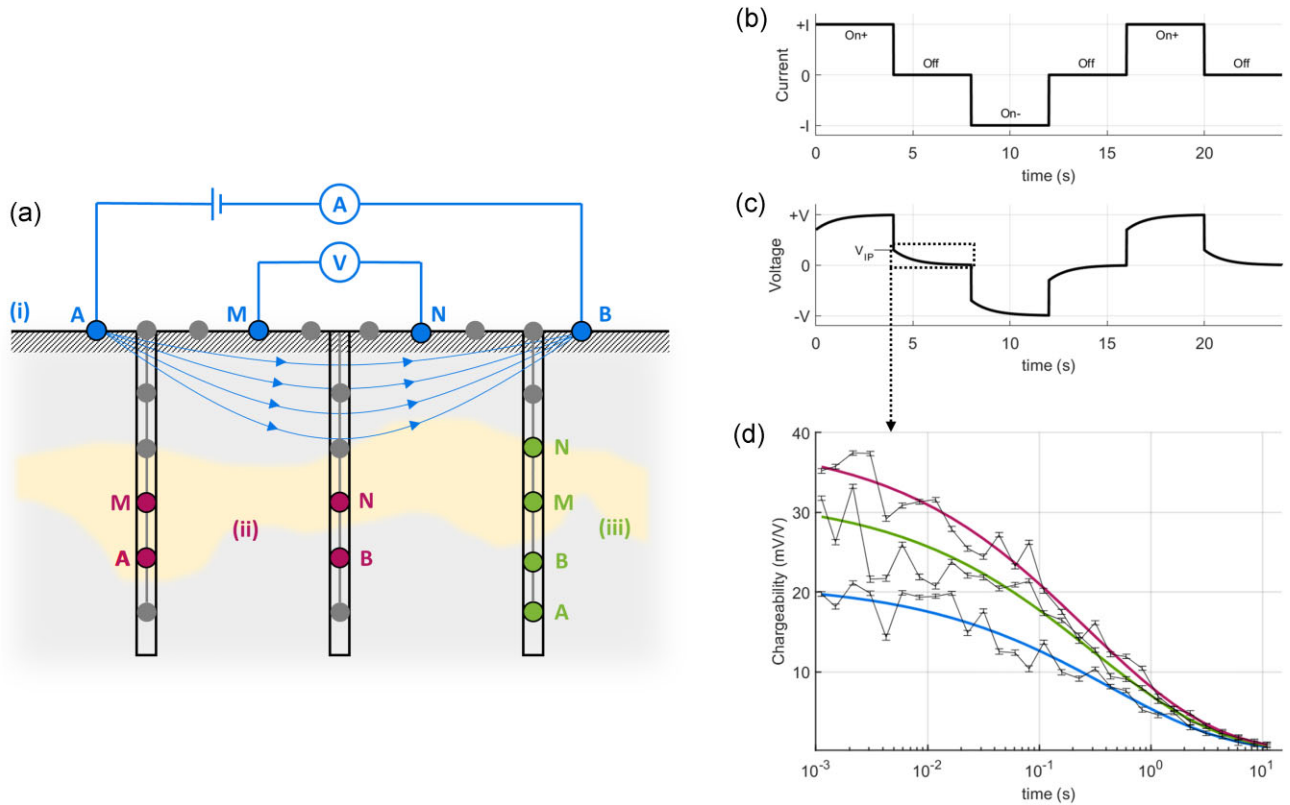 (a)
A
V
(i)
A
M
N
B
N
M
N
M
(ii)
(iii)
A
B
B
A
(b)
Current
+I
0
-I
On+
Off
On-
Off
On+
Off
0
5
10
15
20
time (s)
(c)
Voltage
+V
0
-V
V_IP
0
5
10
15
20
time (s)
(d)
Chargeability (mV/V)
40
30
20
10
10^-3
10^-2
10^-1
10^0
10^1
time (s)